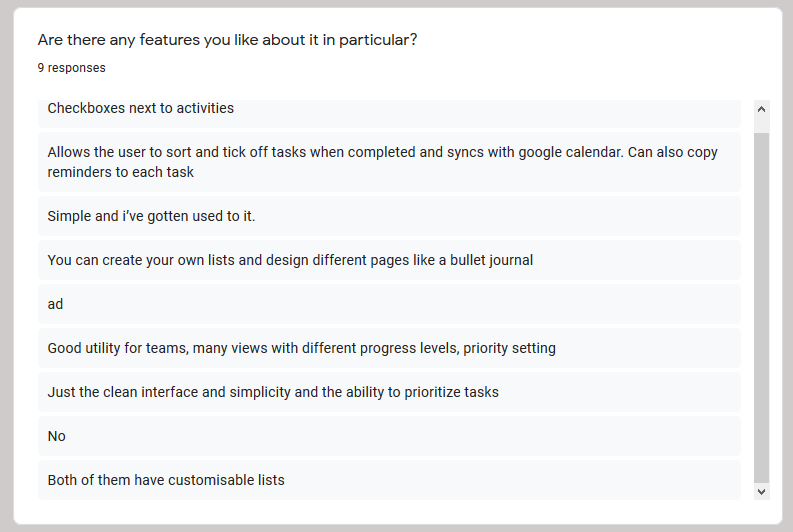 Are there any features you like about it in particular?
9 responses
Checkboxes next to activities
Allows the user to sort and tick off tasks when completed and syncs with google calendar. Can also copy
reminders to each task
Simple and i've gotten used to it.
You can create your own lists and design different pages like a bullet journal
ad
Good utility for teams, many views with different progress levels, priority setting
Just the clean interface and simplicity and the ability to prioritize tasks
No
Both of them have customisable lists